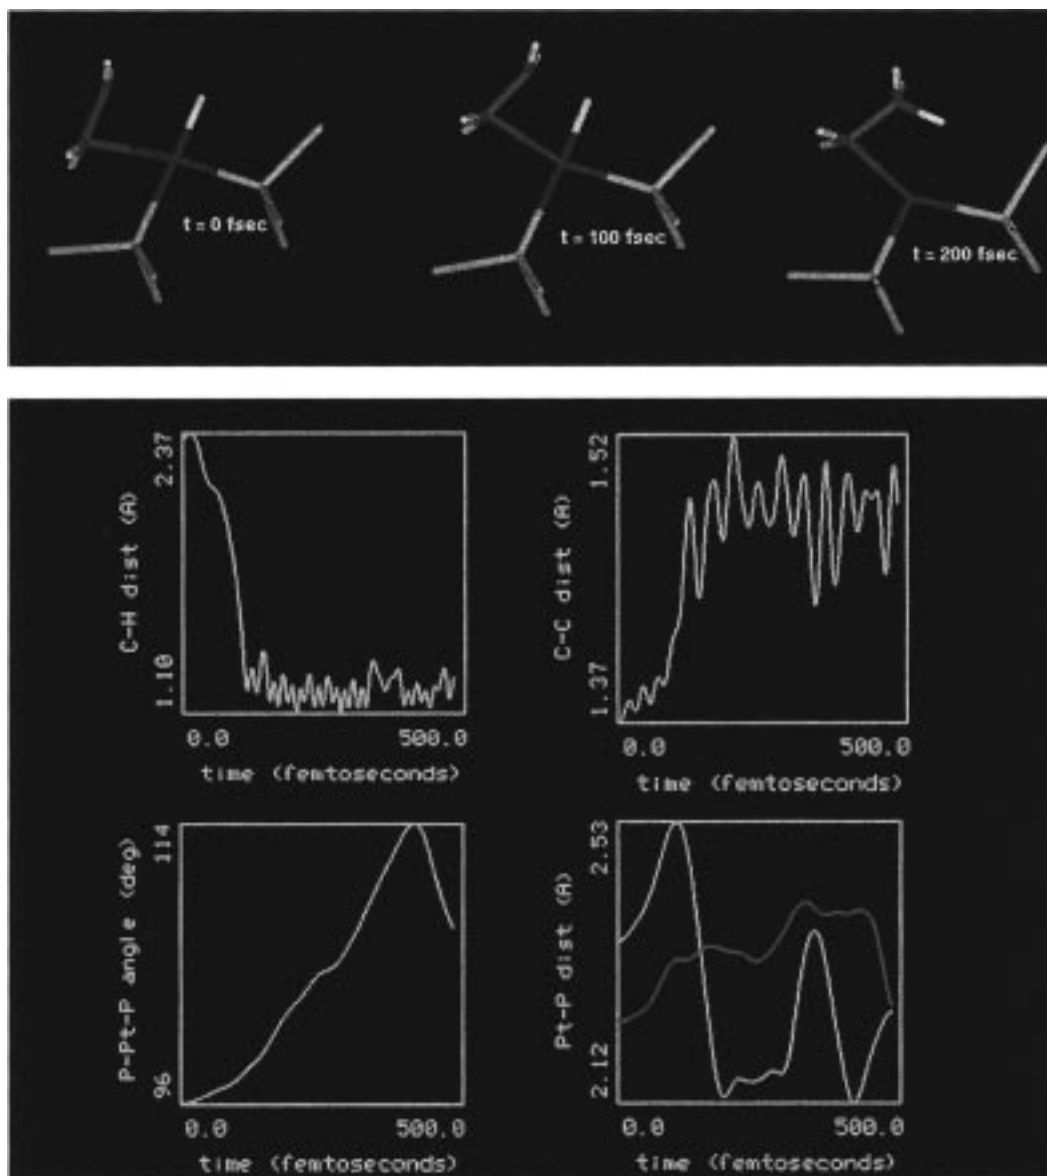 t = 0 fsec
t = 100 fsec
t = 200 fsec
2.37
C-H dist (A)
1.10
0.0 500.0
time (femtoseconds)
1.52
C-C dist (A)
1.37
0.0 500.0
time (femtoseconds)
114
P-Pt-P angle (deg)
96
0.0 500.0
time (femtoseconds)
2.53
Pt-P dist (A)
2.12
0.0 500.0
time (femtoseconds)